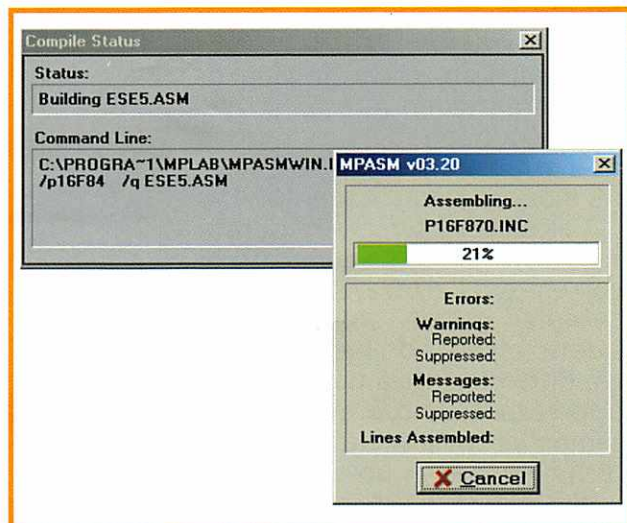 Compile Status
Status:
Building ESE5.ASM
Command Line:
C:\PROGRA~1\MPLAB\MPASMWIN.
/p16F84 /q ESE5.ASM
MPASM v03.20
Assembling...
P16F870.INC
21%
Errors:
Warnings:
Reported:
Suppressed:
Messages:
Reported:
Suppressed:
Lines Assembled:
Cancel